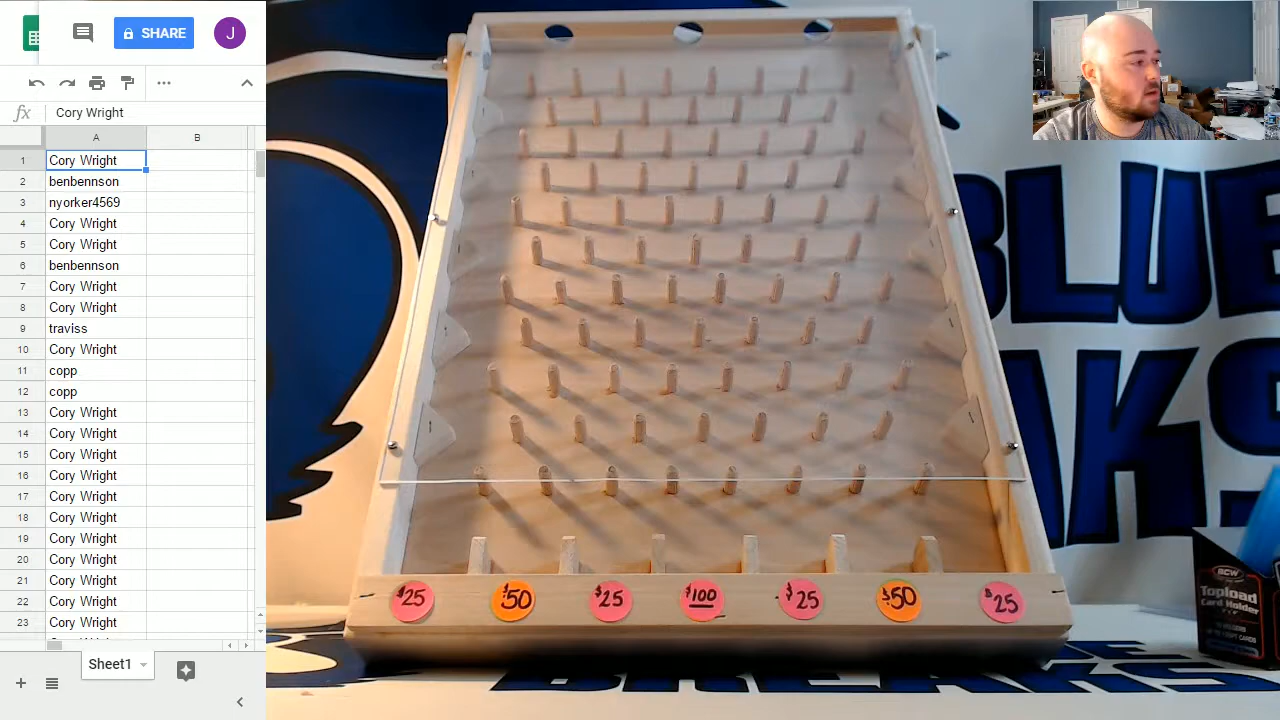 SHARE
J
fx Cory Wright
A B
1 Cory Wright
2 benbennson
3 nyorker4569
4 Cory Wright
5 Cory Wright
6 benbennson
7 Cory Wright
8 Cory Wright
9 traviss
10 Cory Wright
11 copp
12 copp
13 Cory Wright
14 Cory Wright
15 Cory Wright
16 Cory Wright
17 Cory Wright
18 Cory Wright
19 Cory Wright
20 Cory Wright
21 Cory Wright
22 Cory Wright
23 Cory Wright
Sheet1
BLUE
BREAKS
$25 $50 $25 $100 $25 $50 $25
BCW
Topload
Card Holder